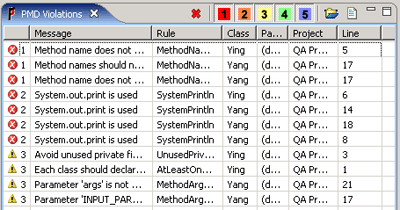 PMD Violations 1 2 3 4 5
Message Rule Class Pa... Project Line
1 Method name does not ... MethodNa... Ying (d... QA Pr... 5
1 Method names should n... MethodNa... Yang (d... QA Pr... 17
1 Method name does not ... MethodNa... Yang (d... QA Pr... 17
2 System.out.print is used SystemPrintln Ying (d... QA Pr... 6
2 System.out.print is used SystemPrintln Yang (d... QA Pr... 14
2 System.out.print is used SystemPrintln Yang (d... QA Pr... 18
2 System.out.print is used SystemPrintln Yang (d... QA Pr... 8
3 Avoid unused private fi... UnusedPriv... Ying (d... QA Pr... 3
3 Each class should declar... AtLeastOn... Yang (d... QA Pr... 1
3 Parameter 'args' is not ... MethodArg... Yang (d... QA Pr... 21
3 Parameter 'INPUT_PAR... MethodArg... Yang (d... QA Pr... 17